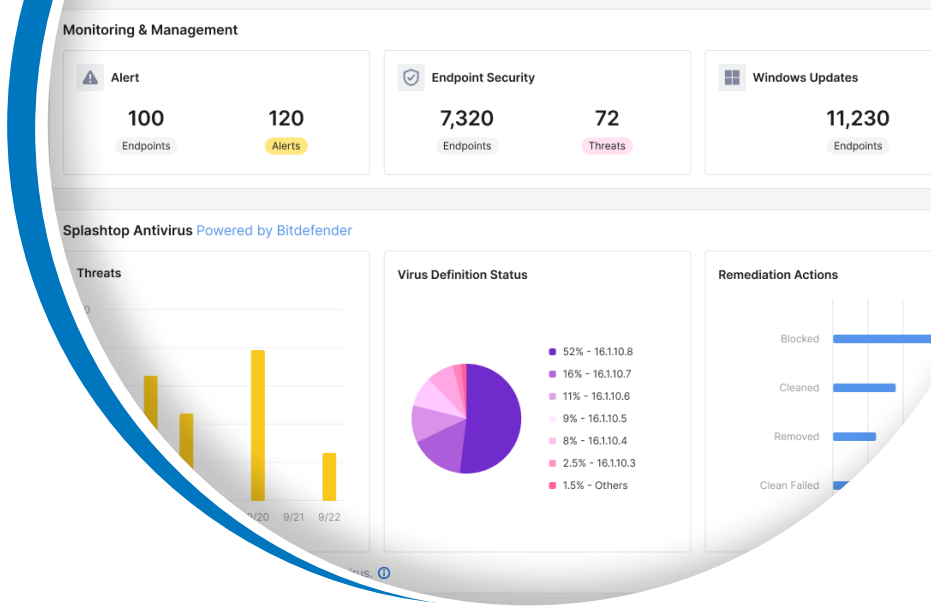 Monitoring & Management
Alert
100
Endpoints
120
Alerts
Endpoint Security
7,320
Endpoints
72
Threats
Windows Updates
11,230
Endpoints
Splashtop Antivirus Powered by Bitdefender
Threats
0
/20
9/21
9/22
Virus Definition Status
52% - 16.1.10.8
16% - 16.1.10.7
11% - 16.1.10.6
9% - 16.1.10.5
8% - 16.1.10.4
2.5% - 16.1.10.3
1.5% - Others
Remediation Actions
Blocked
Cleaned
Removed
Clean Failed